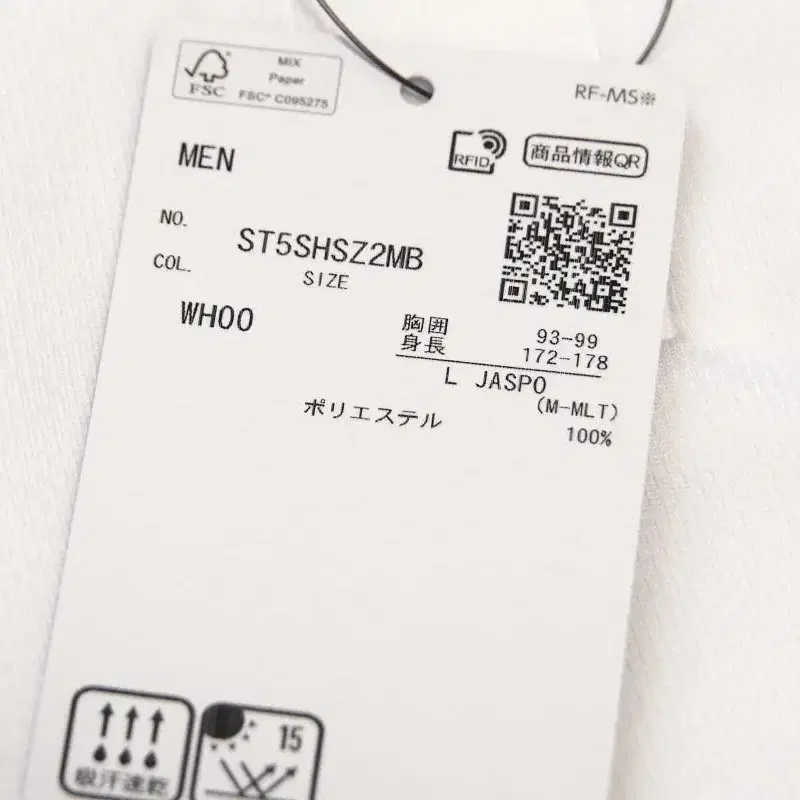 MIX
Paper
FSC
FSC® C095275
RF-MS※
MEN
RFID
商品情報QR
NO.
ST5SHSZ2MB
SIZE
COL.
WH00
胸囲 93-99
身長 172-178
L JASPO
(M-MLT)
ポリエステル 100%
吸汗速乾
15